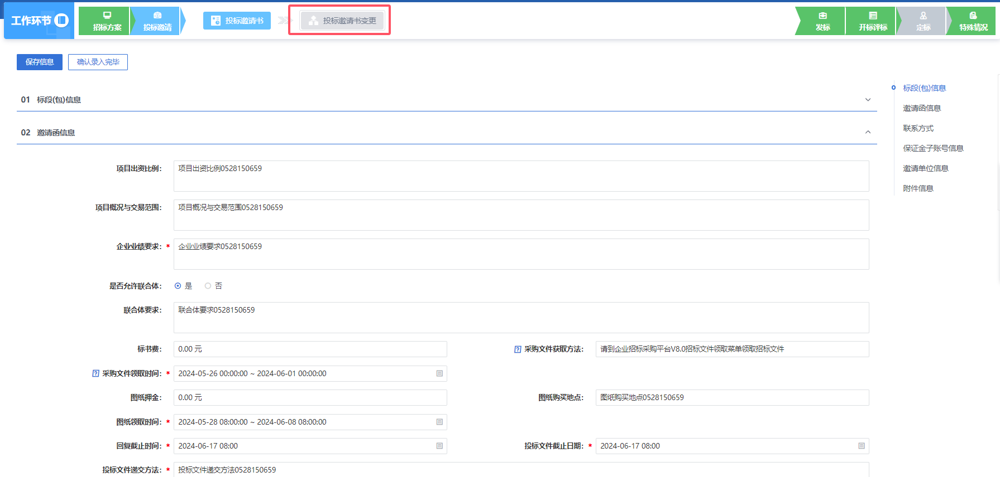 工作环节
招标方案
投标邀请
投标邀请书
投标邀请书变更
发标
开标评标
定标
特殊情况
保存信息
确认录入完毕
01 标段(包)信息
02 邀请函信息
项目出资比例： 项目出资比例0528150659
项目概况与交易范围： 项目概况与交易范围0528150659
企业业绩要求： * 企业业绩要求0528150659
是否允许联合体： 是 否
联合体要求： 联合体要求0528150659
标书费： 0.00 元
? 采购文件获取方法： 请到企业招标采购平台V8.0招标文件领取菜单领取招标文件
? 采购文件领取时间： * 2024-05-26 00:00:00 ~ 2024-06-01 00:00:00
图纸押金： 0.00 元
图纸购买地点： 图纸购买地点0528150659
图纸领取时间： * 2024-05-28 08:00:00 ~ 2024-06-08 08:00:00
回复截止时间： * 2024-06-17 08:00
投标文件截止日期： * 2024-06-17 08:00
投标文件递交方法： * 投标文件递交方法0528150659
标段(包)信息
邀请函信息
联系方式
保证金子账号信息
邀请单位信息
附件信息